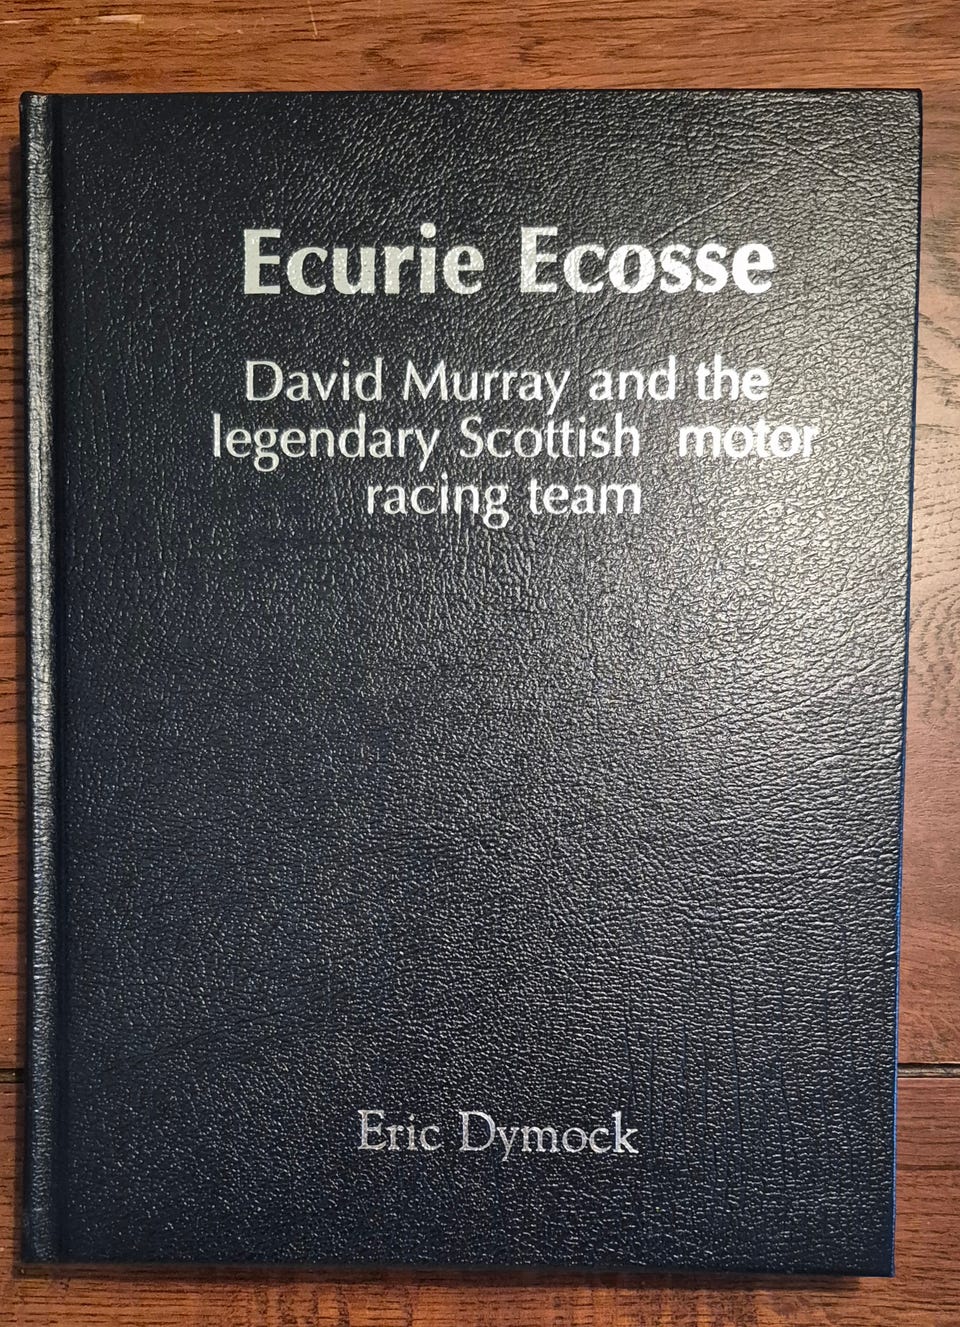 Ecurie Ecosse
David Murray and the
legendary Scottish motor
racing team
Eric Dymock